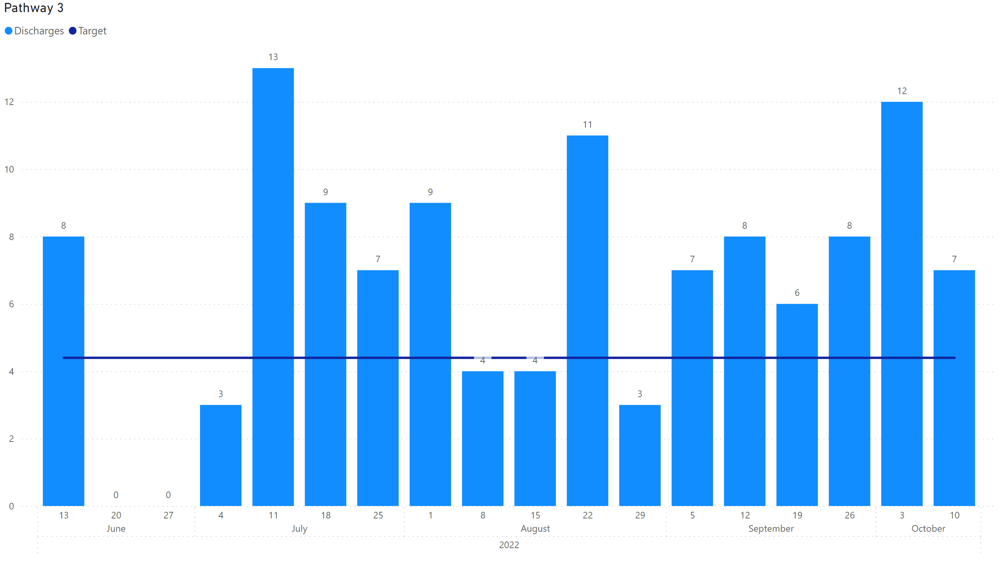 Pathway 3
Discharges Target
13
12
12
11
10
9 9
8 8 8
8
7 7 7
6
6
4 4
4
3 3
2
0 0
0
13 20 27 4 11 18 25 1 8 15 22 29 5 12 19 26 3 10
June July August September October
2022